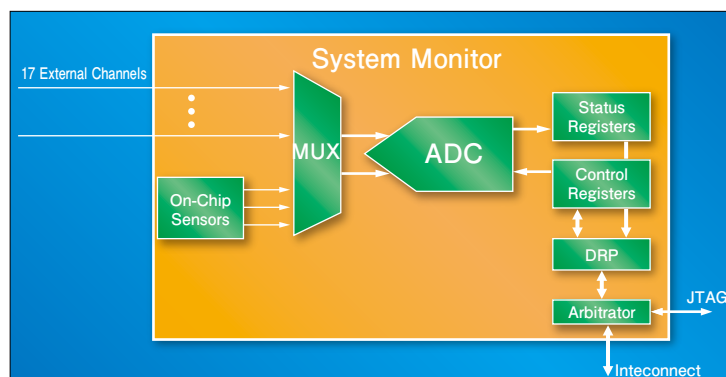 System Monitor
17 External Channels
MUX
ADC
Status
Registers
Control
Registers
On-Chip
Sensors
DRP
Arbitrator
JTAG
Inteconnect